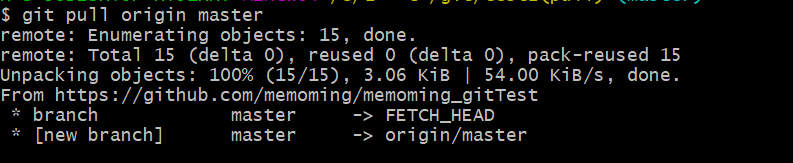 $ git pull origin master
remote: Enumerating objects: 15, done.
remote: Total 15 (delta 0), reused 0 (delta 0), pack-reused 15
Unpacking objects: 100% (15/15), 3.06 KiB | 54.00 KiB/s, done.
From https://github.com/memoming/memoming_gitTest
 * branch            master     -> FETCH_HEAD
 * [new branch]      master     -> origin/master